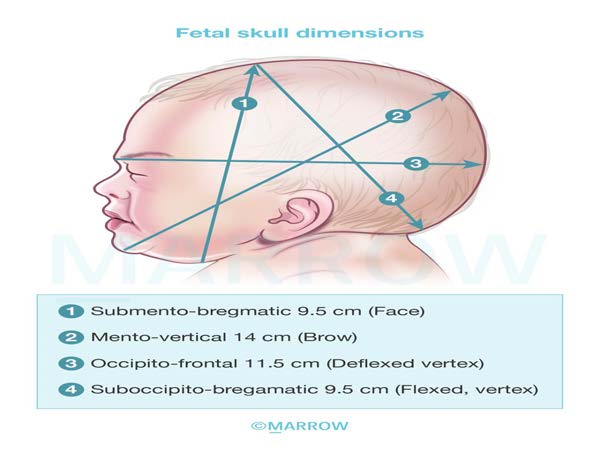 Fetal skull dimensions
1
2
3
4
MARROW
1 Submento-bregmatic 9.5 cm (Face)
2 Mento-vertical 14 cm (Brow)
3 Occipito-frontal 11.5 cm (Deflexed vertex)
4 Suboccipito-bregamatic 9.5 cm (Flexed, vertex)
©MARROW